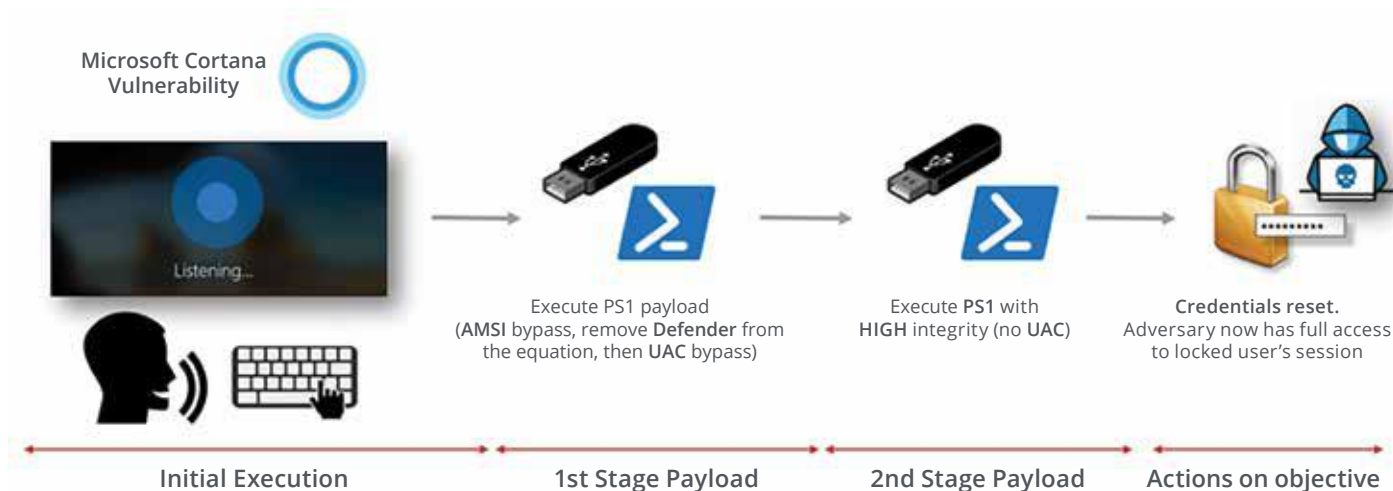 Microsoft Cortana
Vulnerability
Listening...
Execute PS1 payload
(AMSI bypass, remove Defender from
the equation, then UAC bypass)
Execute PS1 with
HIGH integrity (no UAC)
Credentials reset.
Adversary now has full access
to locked user's session
Initial Execution
1st Stage Payload
2nd Stage Payload
Actions on objective